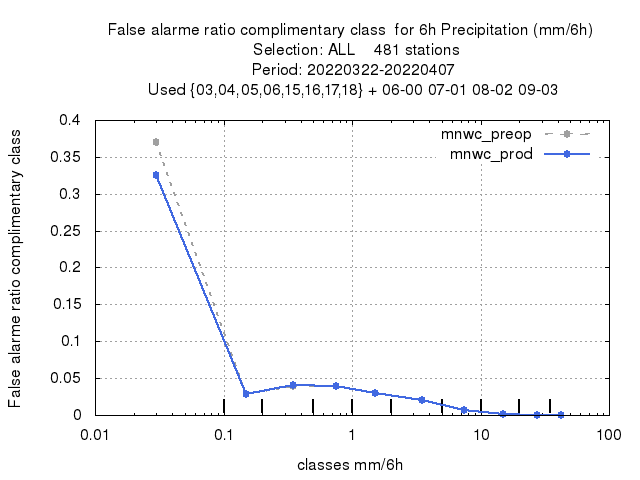 False alarme ratio complimentary class  for 6h Precipitation (mm/6h)
Selection: ALL    481 stations
Period: 20220322-20220407
Used {03,04,05,06,15,16,17,18} + 06-00 07-01 08-02 09-03
False alarme ratio complimentary class
0.4
0.35
0.3
0.25
0.2
0.15
0.1
0.05
0
mnwc_preop
mnwc_prod
0.01 0.1 1 10 100
classes mm/6h